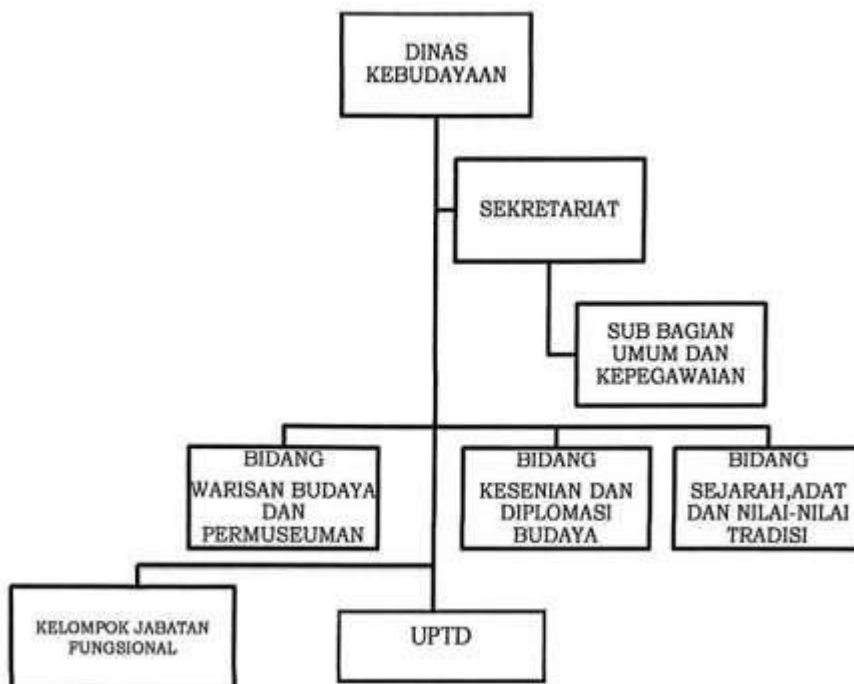 DINAS
KEBUDAYAAN
SEKRETARIAT
SUB BAGIAN
UMUM DAN
KEPEGAWAIAN
BIDANG
WARISAN BUDAYA
DAN
PERMUSEUMAN
BIDANG
KESENIAN DAN
DIPLOMASI
BUDAYA
BIDANG
SEJARAH,ADAT
DAN NILAI-NILAI
TRADISI
KELOMPOK JABATAN
FUNGSIONAL
UPTD